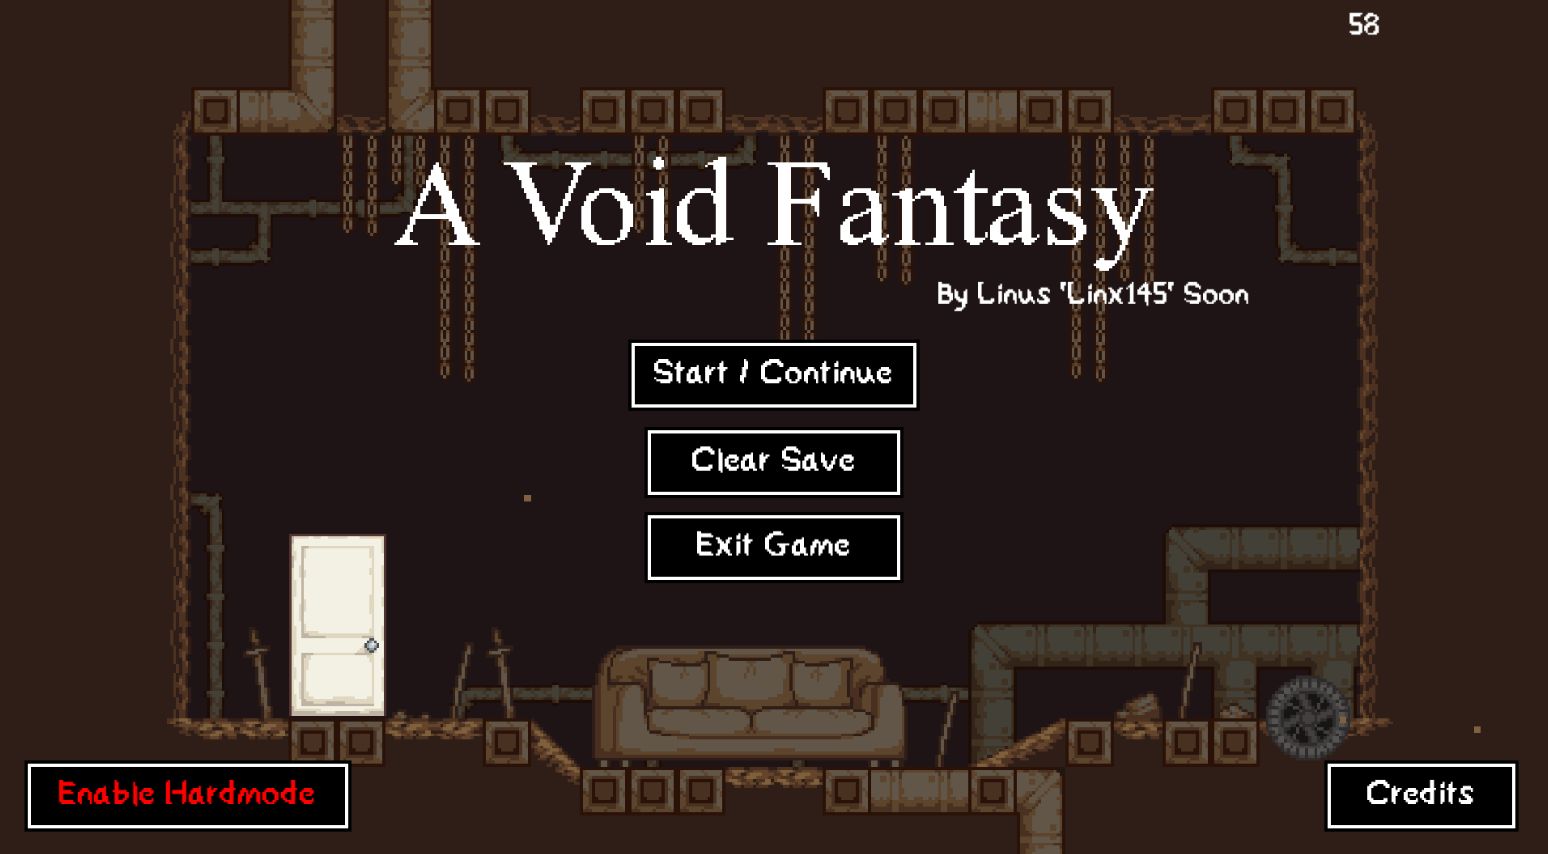 58
A Void Fantasy
By Linus 'Linx145' Soon
Start / Continue
Clear Save
Exit Game
Enable Hardmode
Credits